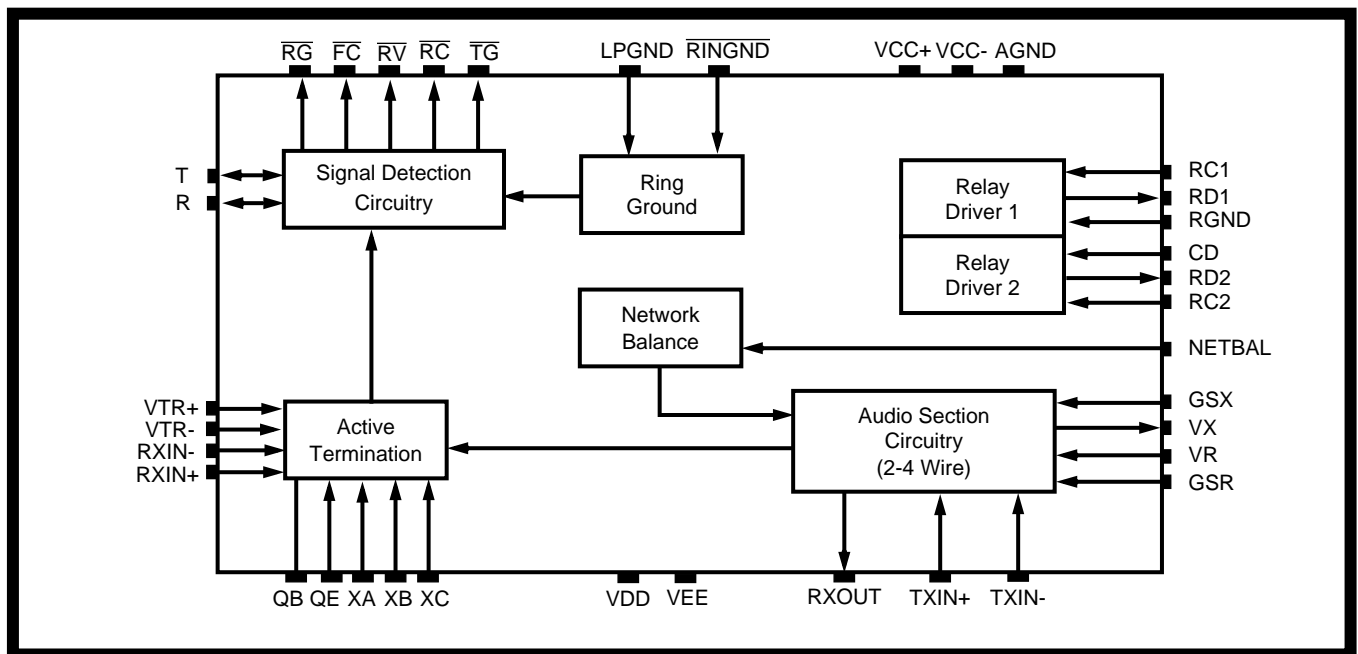 RG FC RV RC TG LPGND RINGND VCC+ VCC- AGND
T
R
Signal Detection
Circuitry
Ring
Ground
Relay
Driver 1
Relay
Driver 2
RC1
RD1
RGND
CD
RD2
RC2
Network
Balance
NETBAL
VTR+
VTR-
RXIN-
RXIN+
Active
Termination
Audio Section
Circuitry
(2-4 Wire)
GSX
VX
VR
GSR
QB QE XA XB XC VDD VEE RXOUT TXIN+ TXIN-